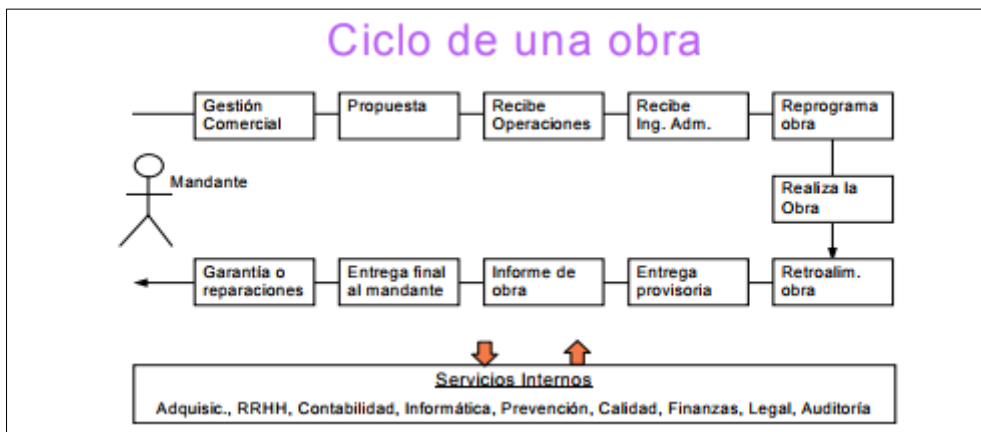 Ciclo de una obra
Gestión
Comercial
Propuesta
Recibe
Operaciones
Recibe
Ing. Adm.
Reprograma
obra
Mandante
Realiza la
Obra
Garantía o
reparaciones
Entrega final
al mandante
Informe de
obra
Entrega
provisoria
Retroalim.
obra
Servicios Internos
Adquisic., RRHH, Contabilidad, Informática, Prevención, Calidad, Finanzas, Legal, Auditoría